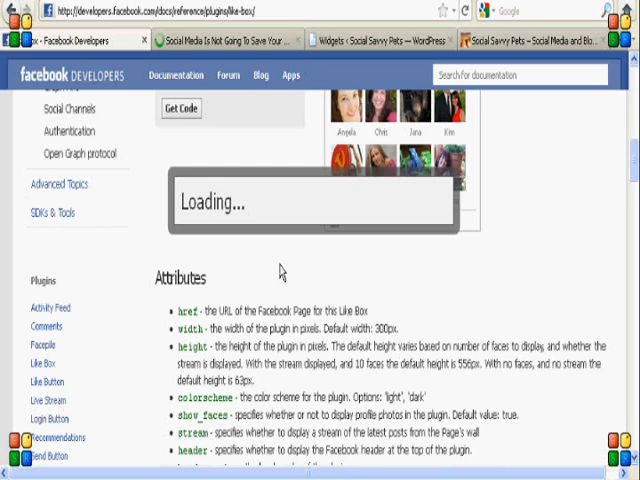 http://developers.facebook.com/docs/reference/plugins/like-box/
Google
Box - Facebook Developers
Social Media Is Not Going To Save Your ...
Widgets ‹ Social Savvy Pets — WordPress
Social Savvy Pets – Social Media and Blo...
facebook DEVELOPERS
Documentation
Forum
Blog
Apps
Search for documentation
Social Channels
Authentication
Open Graph protocol
Advanced Topics
SDKs & Tools
Get Code
Angela
Chris
Jana
Kim
Loading...
Plugins
Activity Feed
Comments
Facepile
Like Box
Like Button
Live Stream
Login Button
Recommendations
Send Button
Attributes
href - the URL of the Facebook Page for this Like Box
width - the width of the plugin in pixels. Default width: 300px.
height - the height of the plugin in pixels. The default height varies based on number of faces to display, and whether the
stream is displayed. With the stream displayed, and 10 faces the default height is 556px. With no faces, and no stream the
default height is 63px.
colorscheme - the color scheme for the plugin. Options: 'light', 'dark'
show_faces - specifies whether or not to display profile photos in the plugin. Default value: true.
stream - specifies whether to display a stream of the latest posts from the Page's wall
header - specifies whether to display the Facebook header at the top of the plugin.